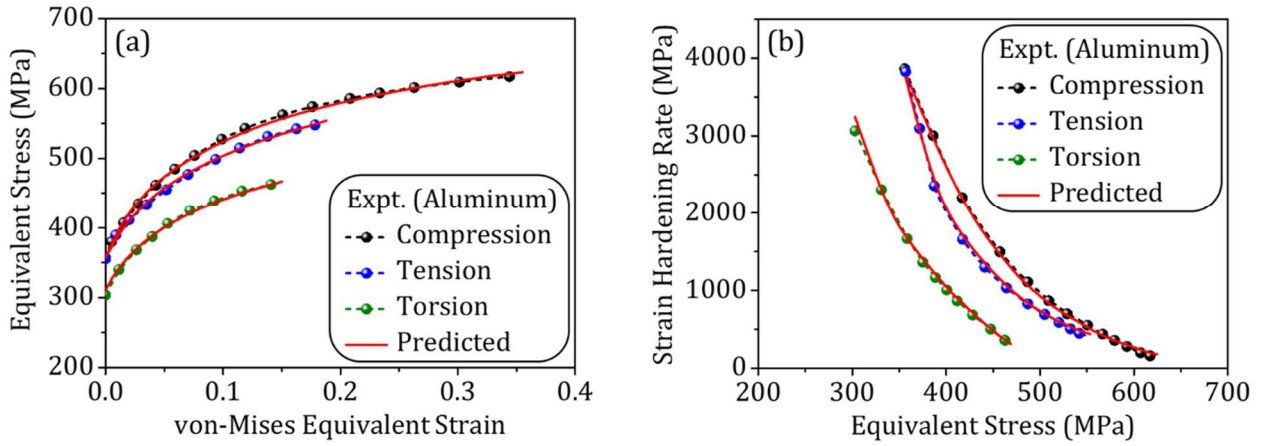 (a)
Equivalent Stress (MPa)
700
600
500
400
300
200
0.0
0.1
0.2
0.3
0.4
von-Mises Equivalent Strain
Expt. (Aluminum)
Compression
Tension
Torsion
Predicted
(b)
Strain Hardening Rate (MPa)
4000
3000
2000
1000
0
200
300
400
500
600
700
Equivalent Stress (MPa)
Expt. (Aluminum)
Compression
Tension
Torsion
Predicted